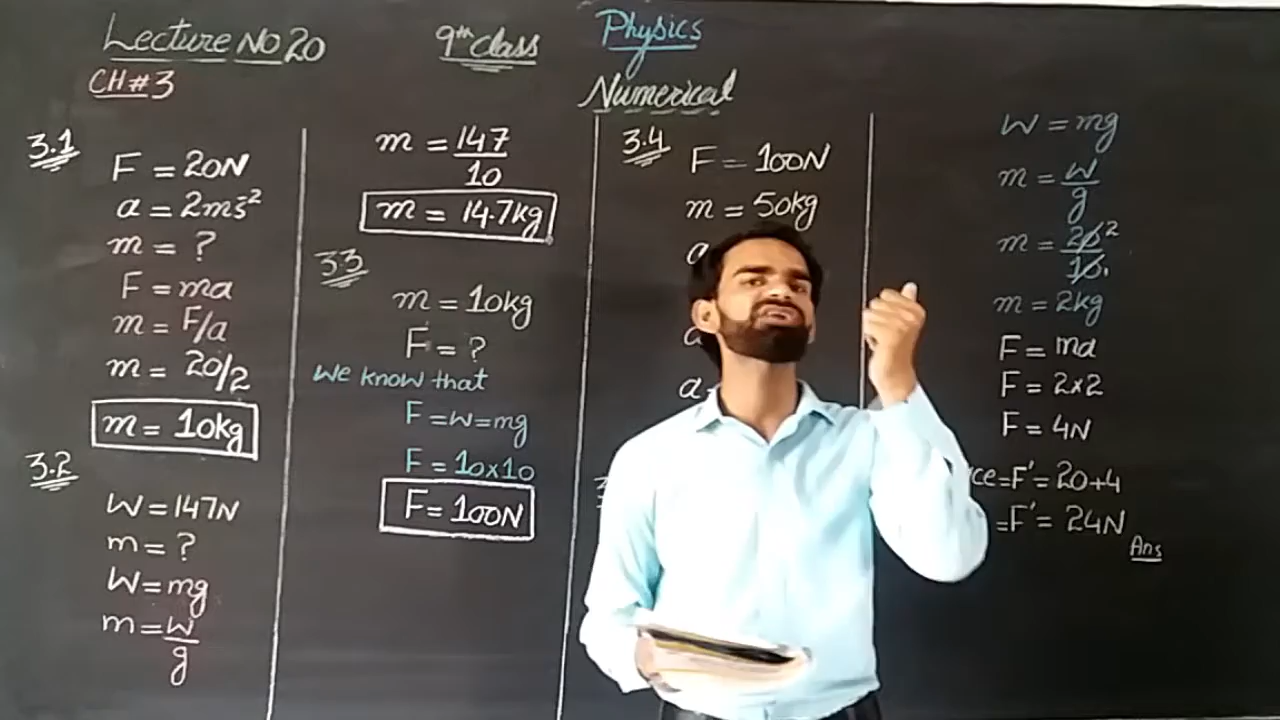 Lecture NO 20
9th class
Physics
CH#3
Numerical
3.1
F = 20N
a = 2ms⁻²
m = ?
F = ma
m = F/a
m = 20/2
m = 10kg
3.2
W = 147N
m = ?
W = mg
m = W/g
m = 147/10
m = 14.7kg
3.3
m = 10kg
F = ?
We know that
F = W = mg
F = 10×10
F = 100N
3.4
F = 100N
m = 50kg
a
a
a
W = mg
m = W/g
m = 20/10
m = 2kg
F = ma
F = 2×2
F = 4N
ce = F' = 20+4
= F' = 24N
Ans